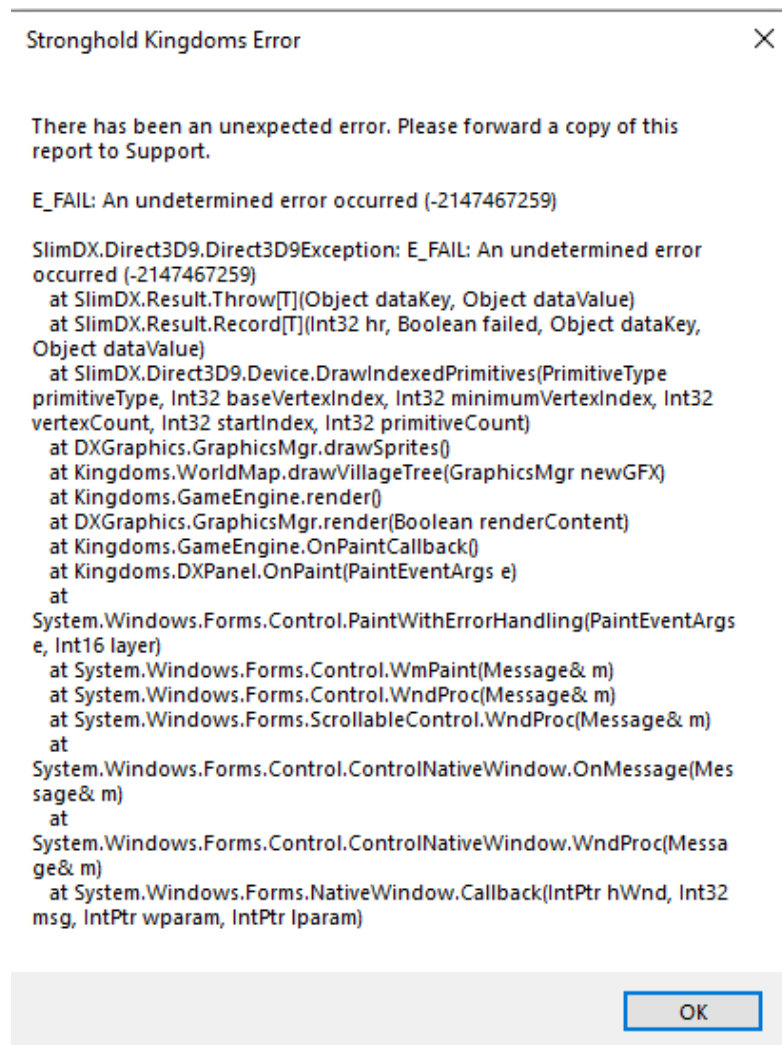 Stronghold Kingdoms Error
There has been an unexpected error. Please forward a copy of this
report to Support.
E_FAIL: An undetermined error occurred (-2147467259)
SlimDX.Direct3D9.Direct3D9Exception: E_FAIL: An undetermined error
occurred (-2147467259)
at SlimDX.Result.Throw[T](Object dataKey, Object dataValue)
at SlimDX.Result.Record[T](Int32 hr, Boolean failed, Object dataKey,
Object dataValue)
at SlimDX.Direct3D9.Device.DrawIndexedPrimitives(PrimitiveType
primitiveType, Int32 baseVertexIndex, Int32 minimumVertexIndex, Int32
vertexCount, Int32 startIndex, Int32 primitiveCount)
at DXGraphics.GraphicsMgr.drawSprites()
at Kingdoms.WorldMap.drawVillageTree(GraphicsMgr newGFX)
at Kingdoms.GameEngine.render()
at DXGraphics.GraphicsMgr.render(Boolean renderContent)
at Kingdoms.GameEngine.OnPaintCallback()
at Kingdoms.DXPanel.OnPaint(PaintEventArgs e)
at
System.Windows.Forms.Control.PaintWithErrorHandling(PaintEventArgs
e, Int16 layer)
at System.Windows.Forms.Control.WmPaint(Message& m)
at System.Windows.Forms.Control.WndProc(Message& m)
at System.Windows.Forms.ScrollableControl.WndProc(Message& m)
at
System.Windows.Forms.Control.ControlNativeWindow.OnMessage(Mes
sage& m)
at
System.Windows.Forms.Control.ControlNativeWindow.WndProc(Messa
ge& m)
at System.Windows.Forms.NativeWindow.Callback(IntPtr hWnd, Int32
msg, IntPtr wparam, IntPtr lparam)
OK